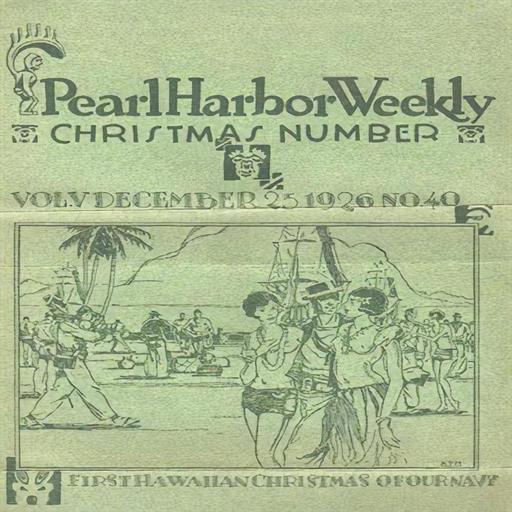 Pearl Harbor Weekly
CHRISTMAS NUMBER
VOL.V DECEMBER 25 1926 NO.40
FIRST HAWAIIAN CHRISTMAS OF OUR NAVY